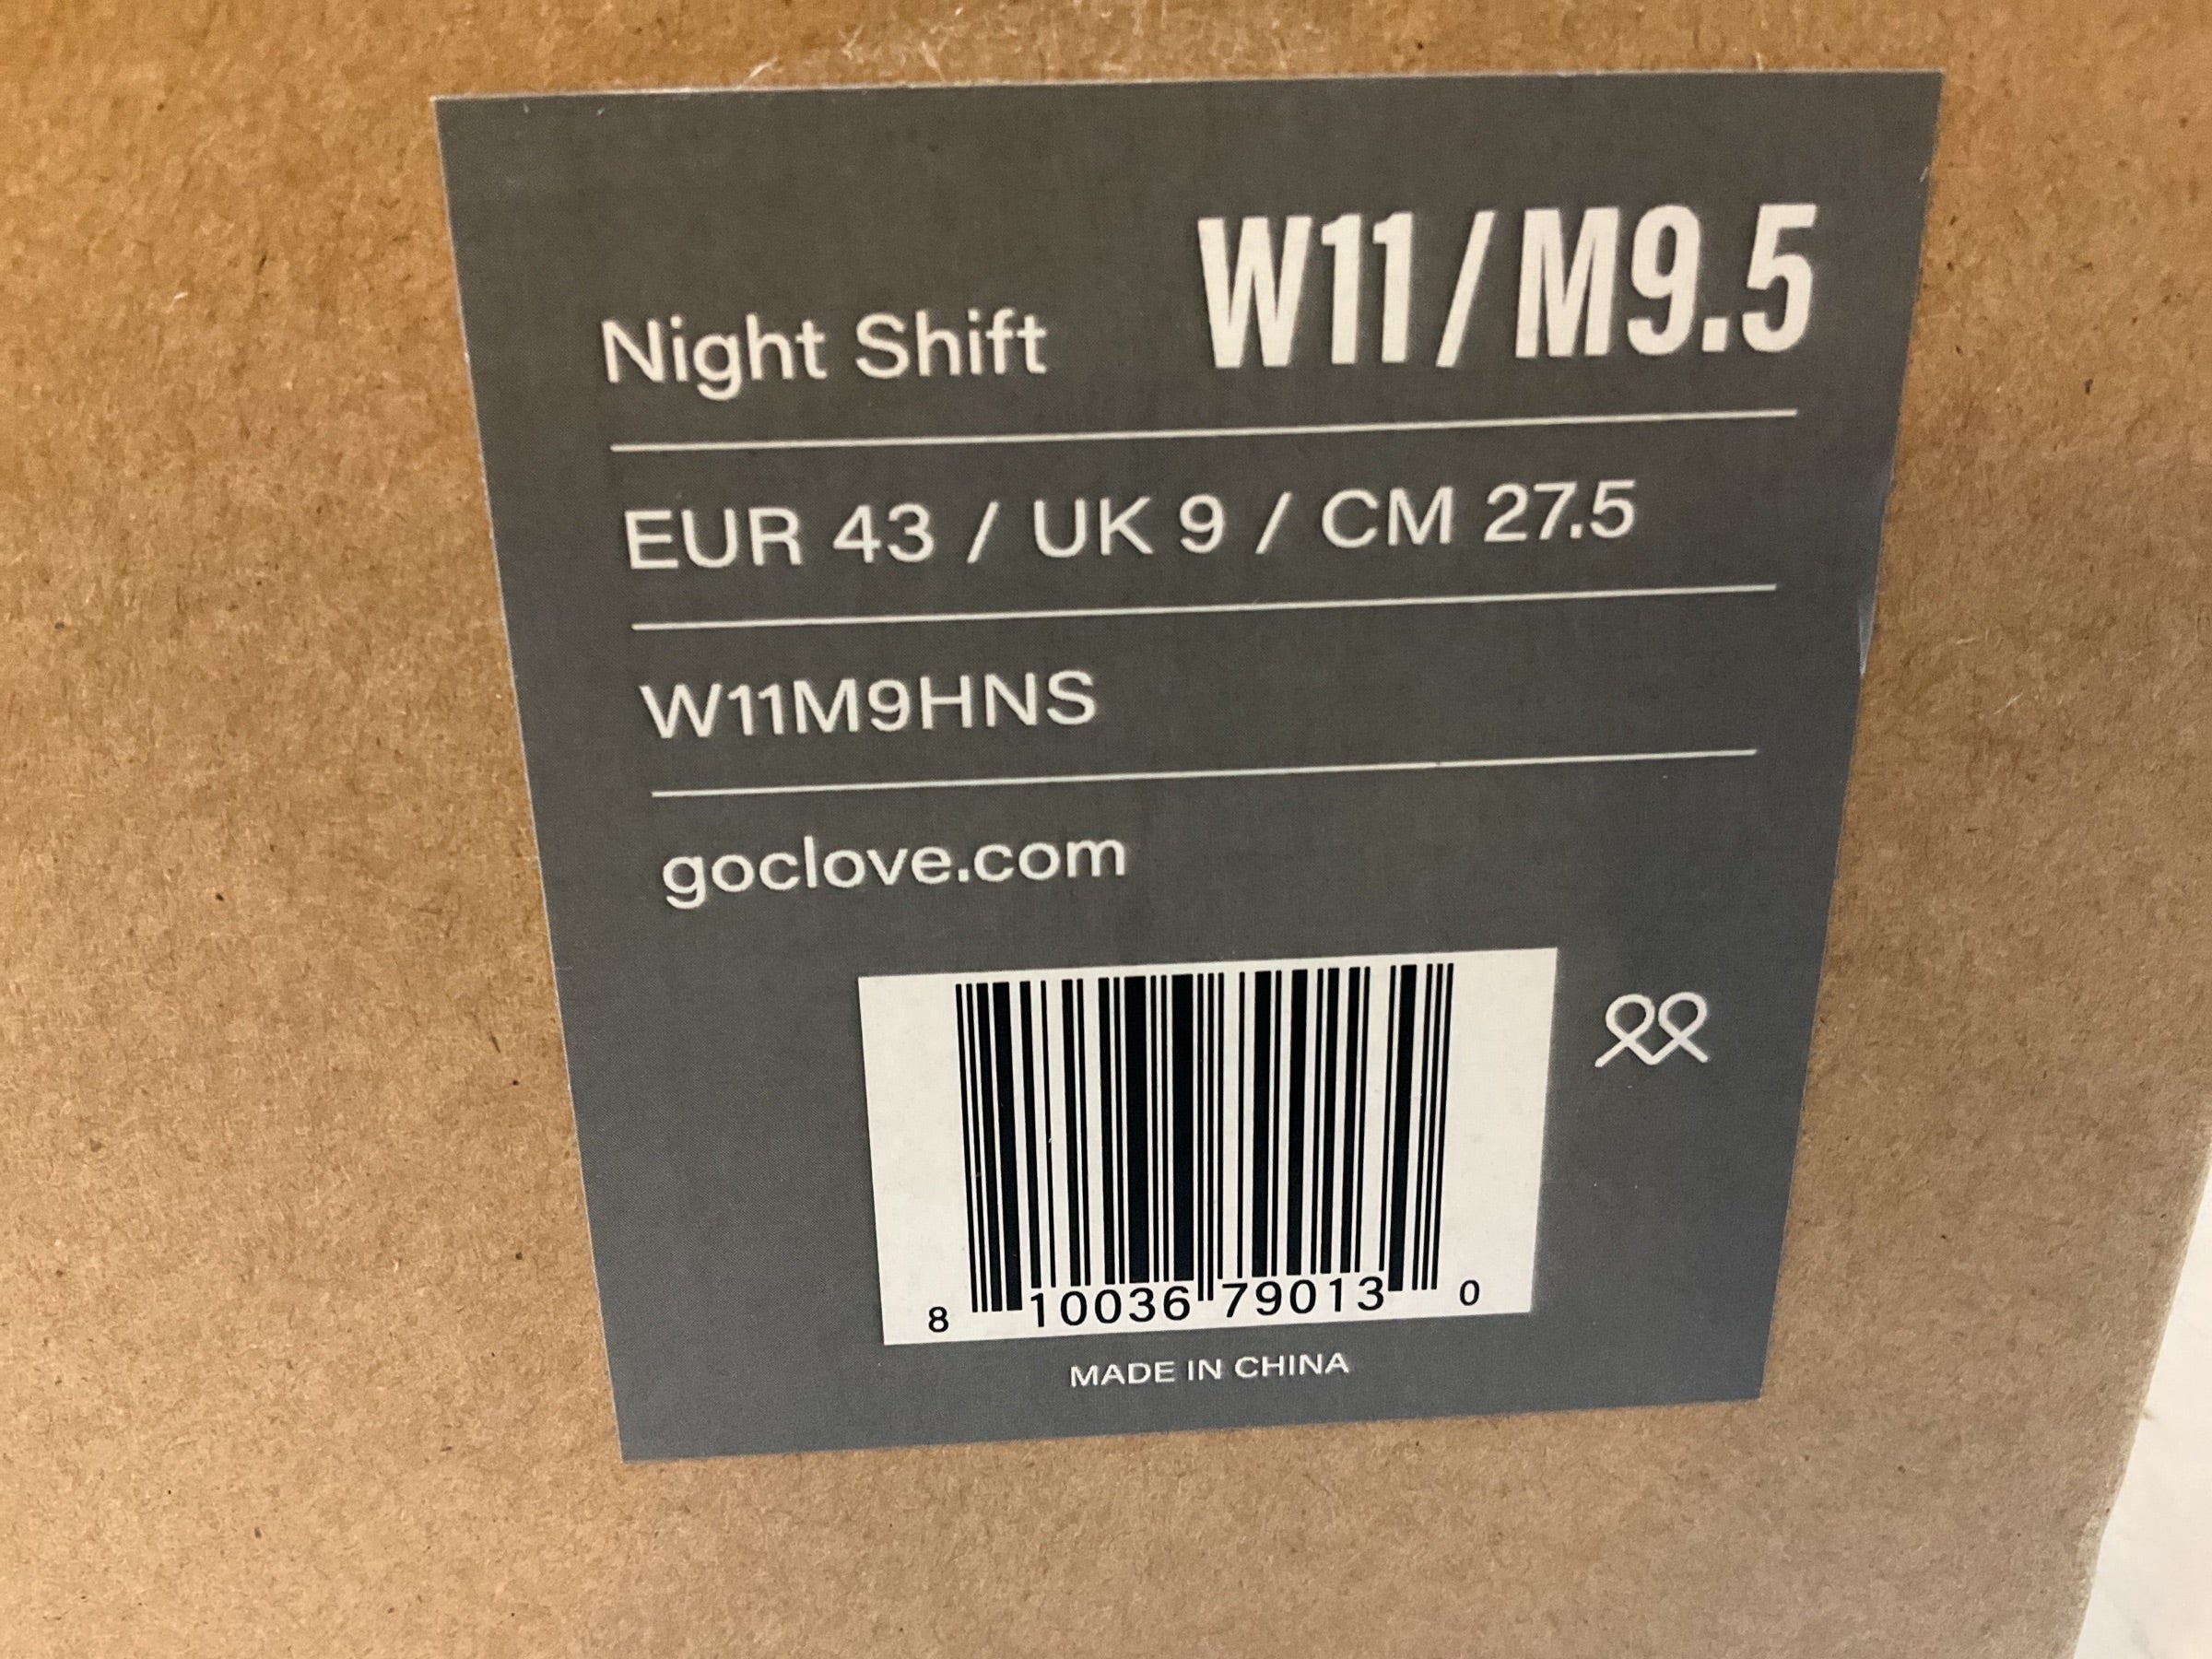 Night Shift W11/M9.5
EUR 43 / UK 9 / CM 27.5
W11M9HNS
goclove.com
8 10036 79013 0
MADE IN CHINA